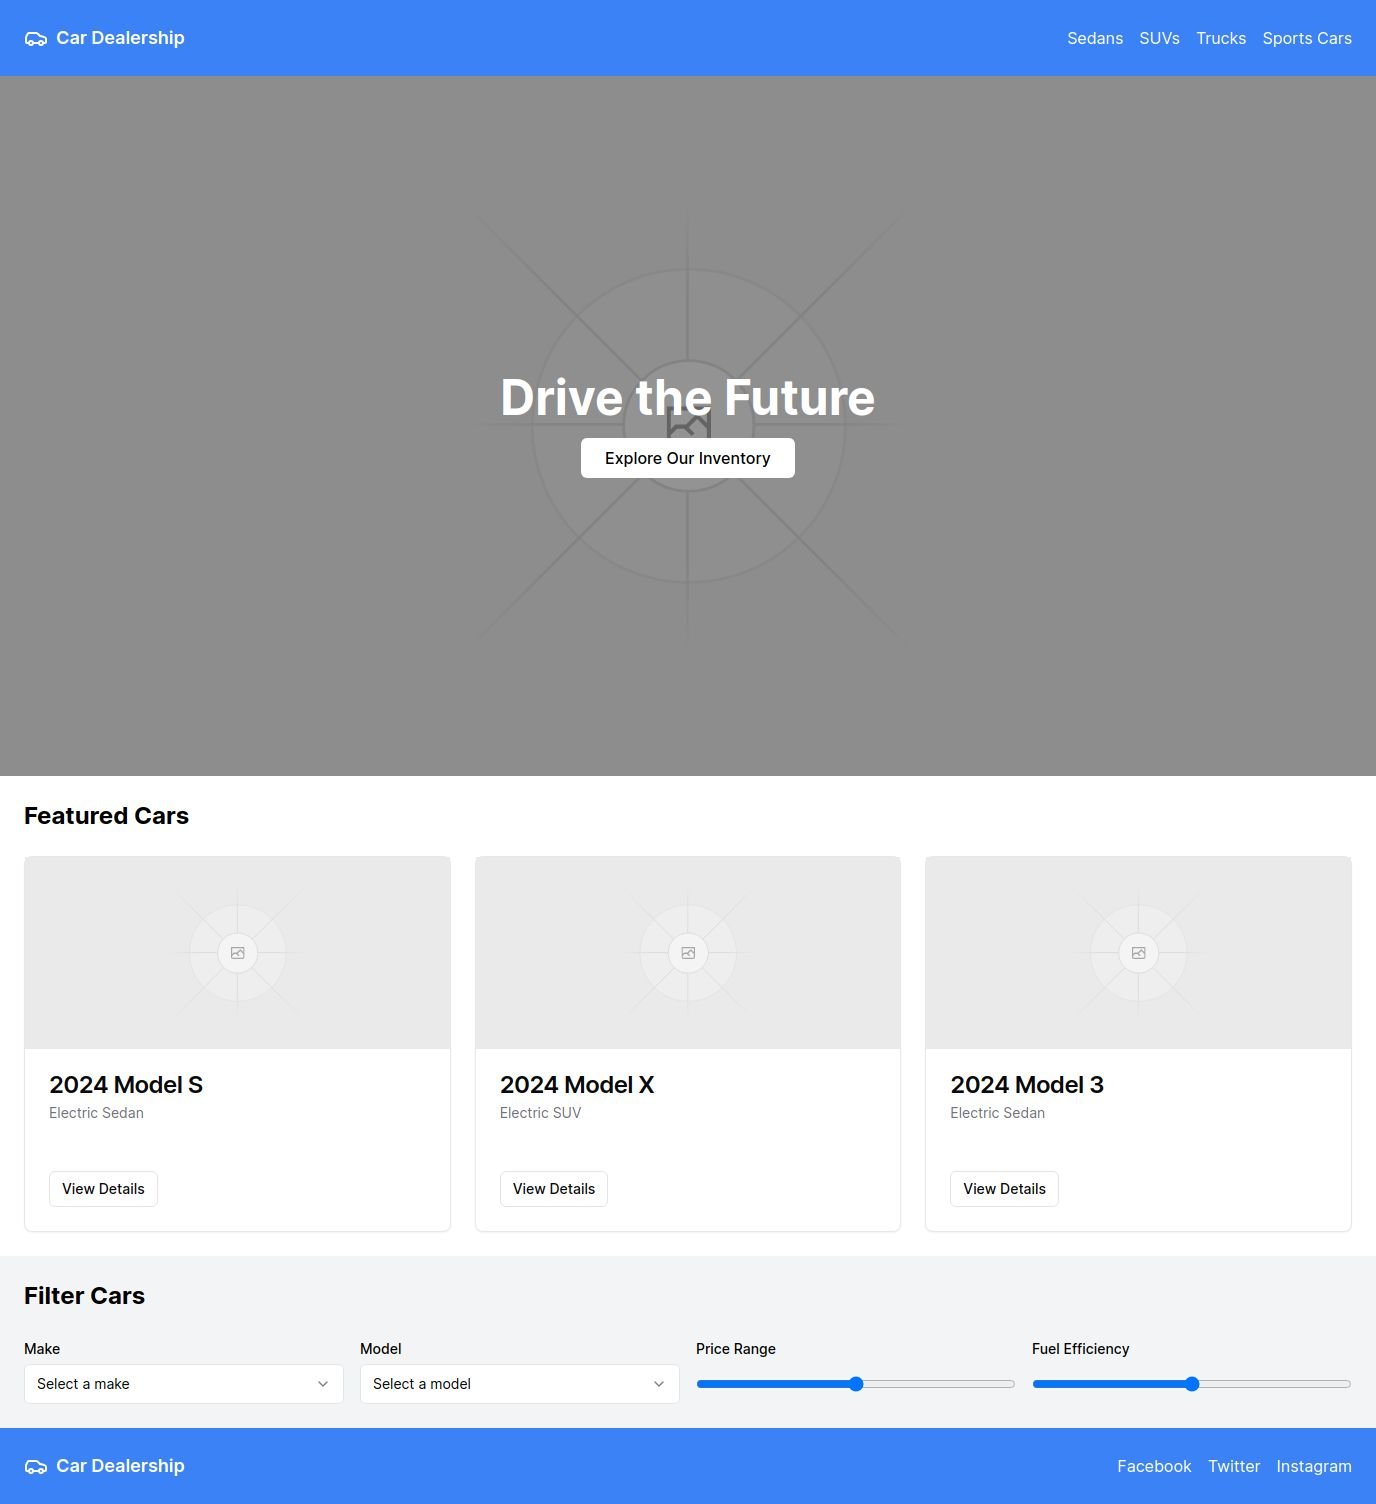 Car Dealership
Sedans SUVs Trucks Sports Cars
Drive the Future
Explore Our Inventory
Featured Cars
2024 Model S
Electric Sedan
View Details
2024 Model X
Electric SUV
View Details
2024 Model 3
Electric Sedan
View Details
Filter Cars
Make
Select a make
Model
Select a model
Price Range
Fuel Efficiency
Car Dealership
Facebook Twitter Instagram